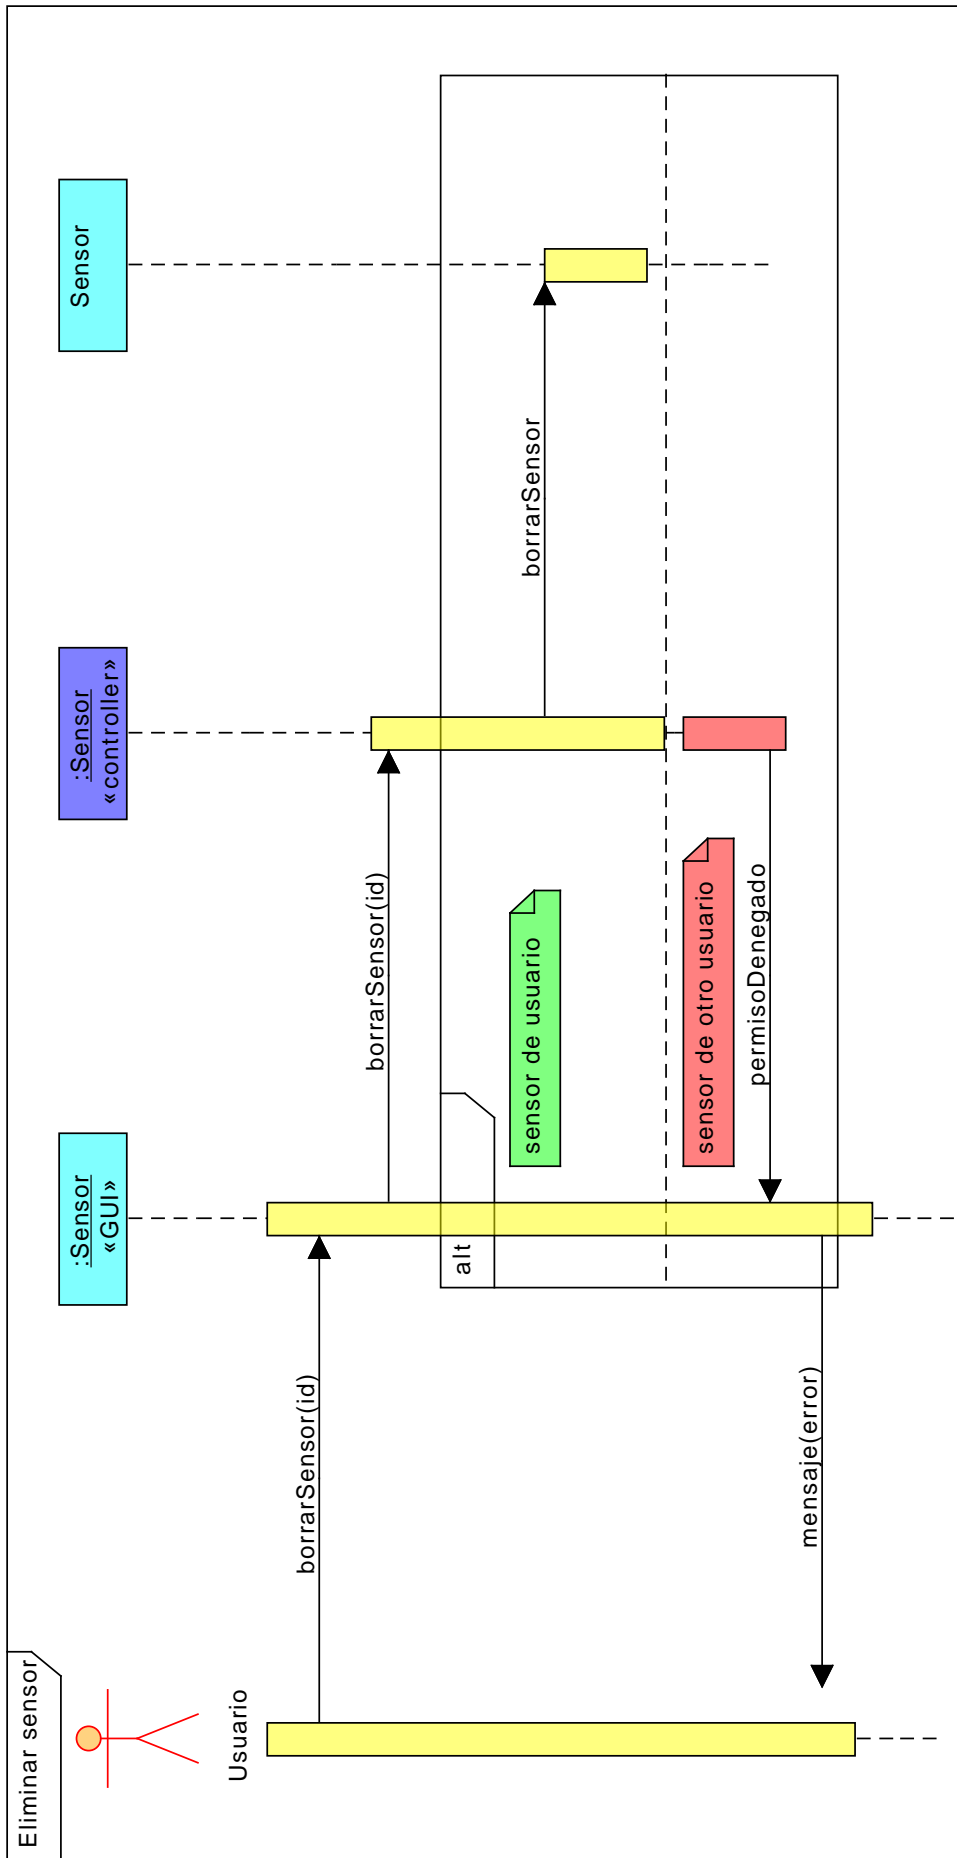 Eliminar sensor
Usuario
:Sensor
«GUI»
:Sensor
«controller»
Sensor
borrarSensor(id)
borrarSensor(id)
alt
sensor de usuario
borrarSensor
sensor de otro usuario
permisoDenegado
mensaje(error)